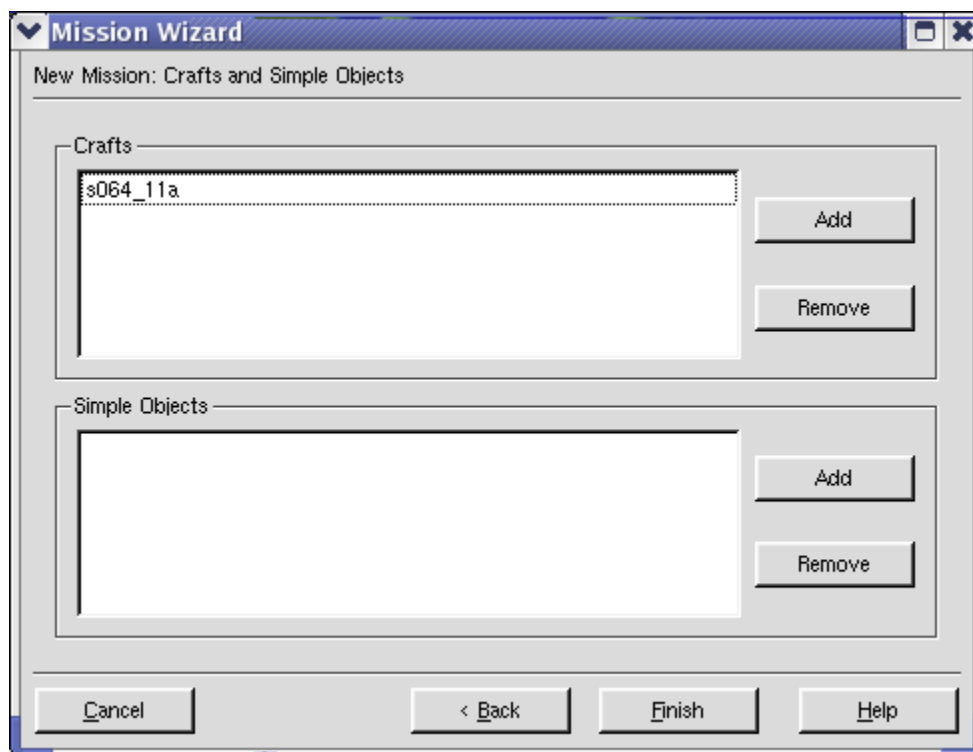 Mission Wizard
New Mission: Crafts and Simple Objects
Crafts
s064_11a
Add
Remove
Simple Objects
Add
Remove
Cancel
< Back
Finish
Help